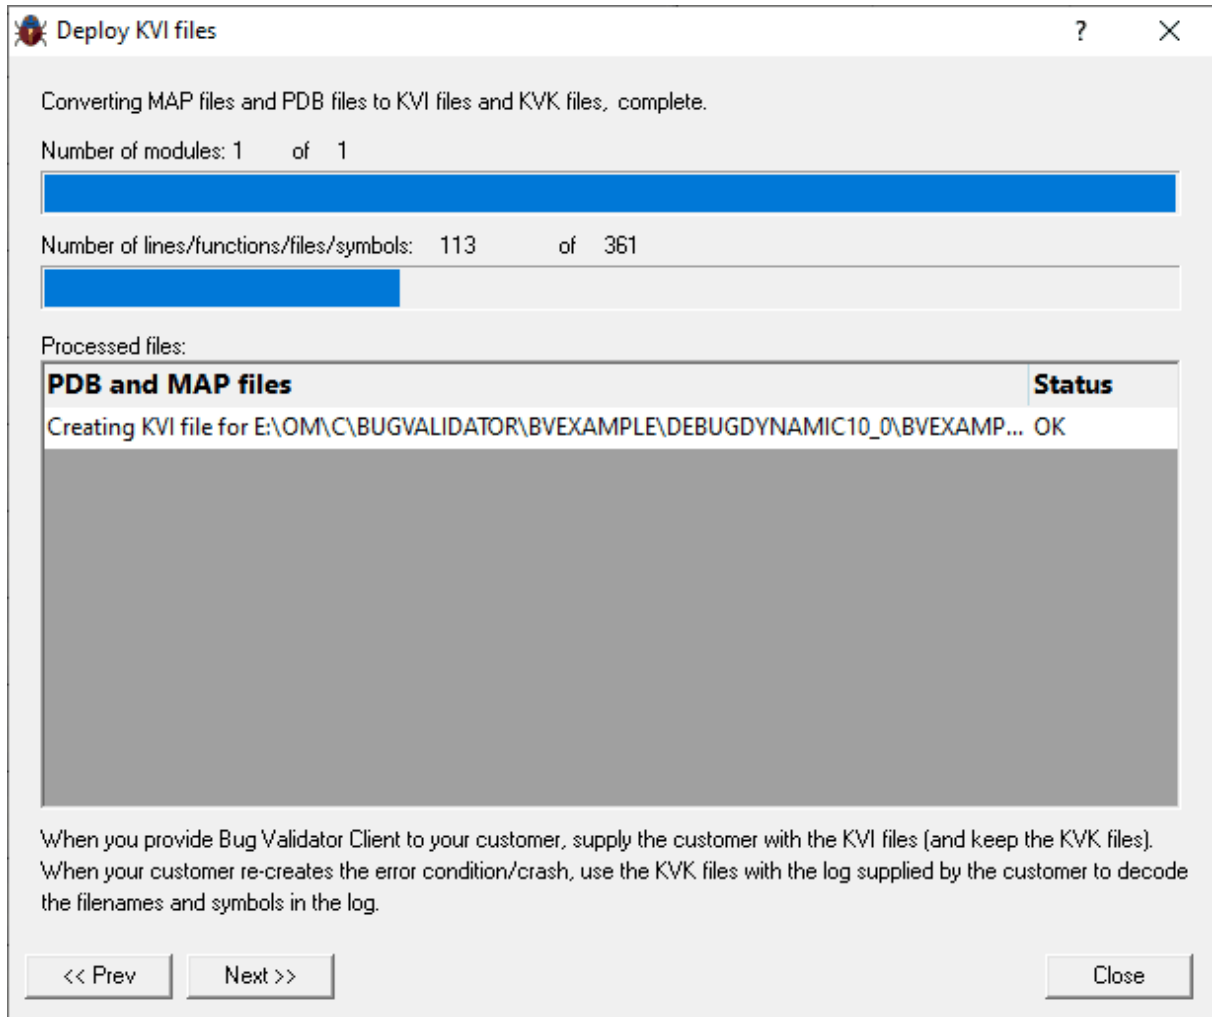 Deploy KVI files ?
Converting MAP files and PDB files to KVI files and KVK files, complete.
Number of modules: 1 of 1
Number of lines/functions/files/symbols: 113 of 361
Processed files:
PDB and MAP files Status
Creating KVI file for E:\OM\C\BUGVALIDATOR\BVEXAMPLE\DEBUGDYNAMIC10_0\BVEXAMP... OK
When you provide Bug Validator Client to your customer, supply the customer with the KVI files (and keep the KVK files).
When your customer re-creates the error condition/crash, use the KVK files with the log supplied by the customer to decode
the filenames and symbols in the log.
<< Prev Next >> Close